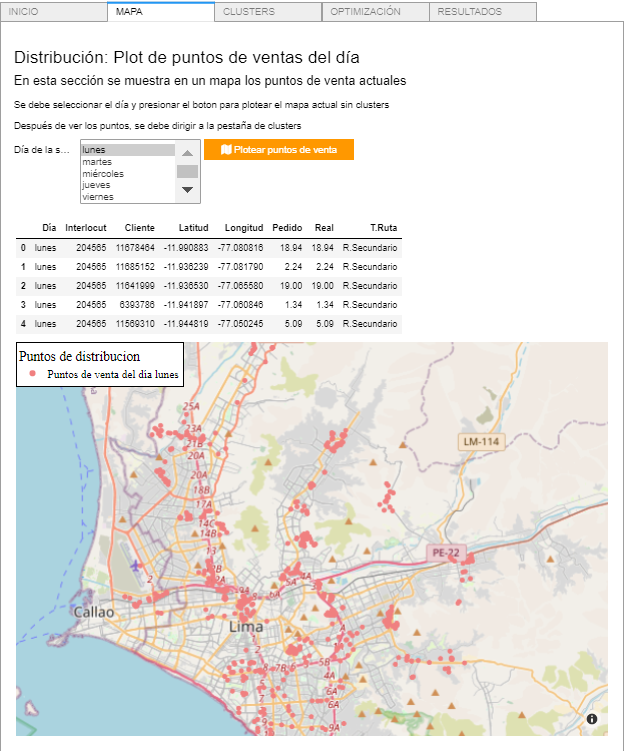 INICIO MAPA CLUSTERS OPTIMIZACIÓN RESULTADOS
Distribución: Plot de puntos de ventas del día
En esta sección se muestra en un mapa los puntos de venta actuales
Se debe seleccionar el día y presionar el boton para plotear el mapa actual sin clusters
Después de ver los puntos, se debe dirigir a la pestaña de clusters
Día de la s...
lunes
martes
miércoles
jueves
viernes
Plotear puntos de venta
Día Interlocut Cliente Latitud Longitud Pedido Real T.Ruta
0 lunes 204565 11678464 -11.990883 -77.080816 18.94 18.94 R.Secundario
1 lunes 204565 11685152 -11.936239 -77.081790 2.24 2.24 R.Secundario
2 lunes 204565 11641999 -11.936530 -77.065580 19.00 19.00 R.Secundario
3 lunes 204565 6393786 -11.941897 -77.060846 1.34 1.34 R.Secundario
4 lunes 204565 11569310 -11.944819 -77.050245 5.09 5.09 R.Secundario
Puntos de distribucion
Puntos de venta del dia lunes
25A
23A
21B
20A
LM-114
20A
18B
17A
14C
14B
13
PE-22
2
Callao
Lima
5B
4A
6A
6A
9A